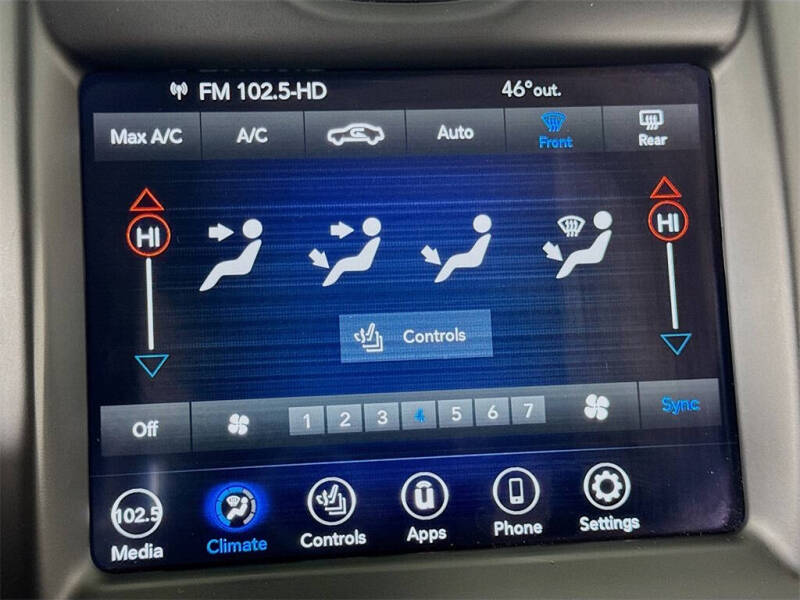 FM 102.5-HD 46°out.
Max A/C A/C Auto Front Rear
HI HI
Controls
Off 1 2 3 4 5 6 7 Sync
102.5 u
Media Climate Controls Apps Phone Settings